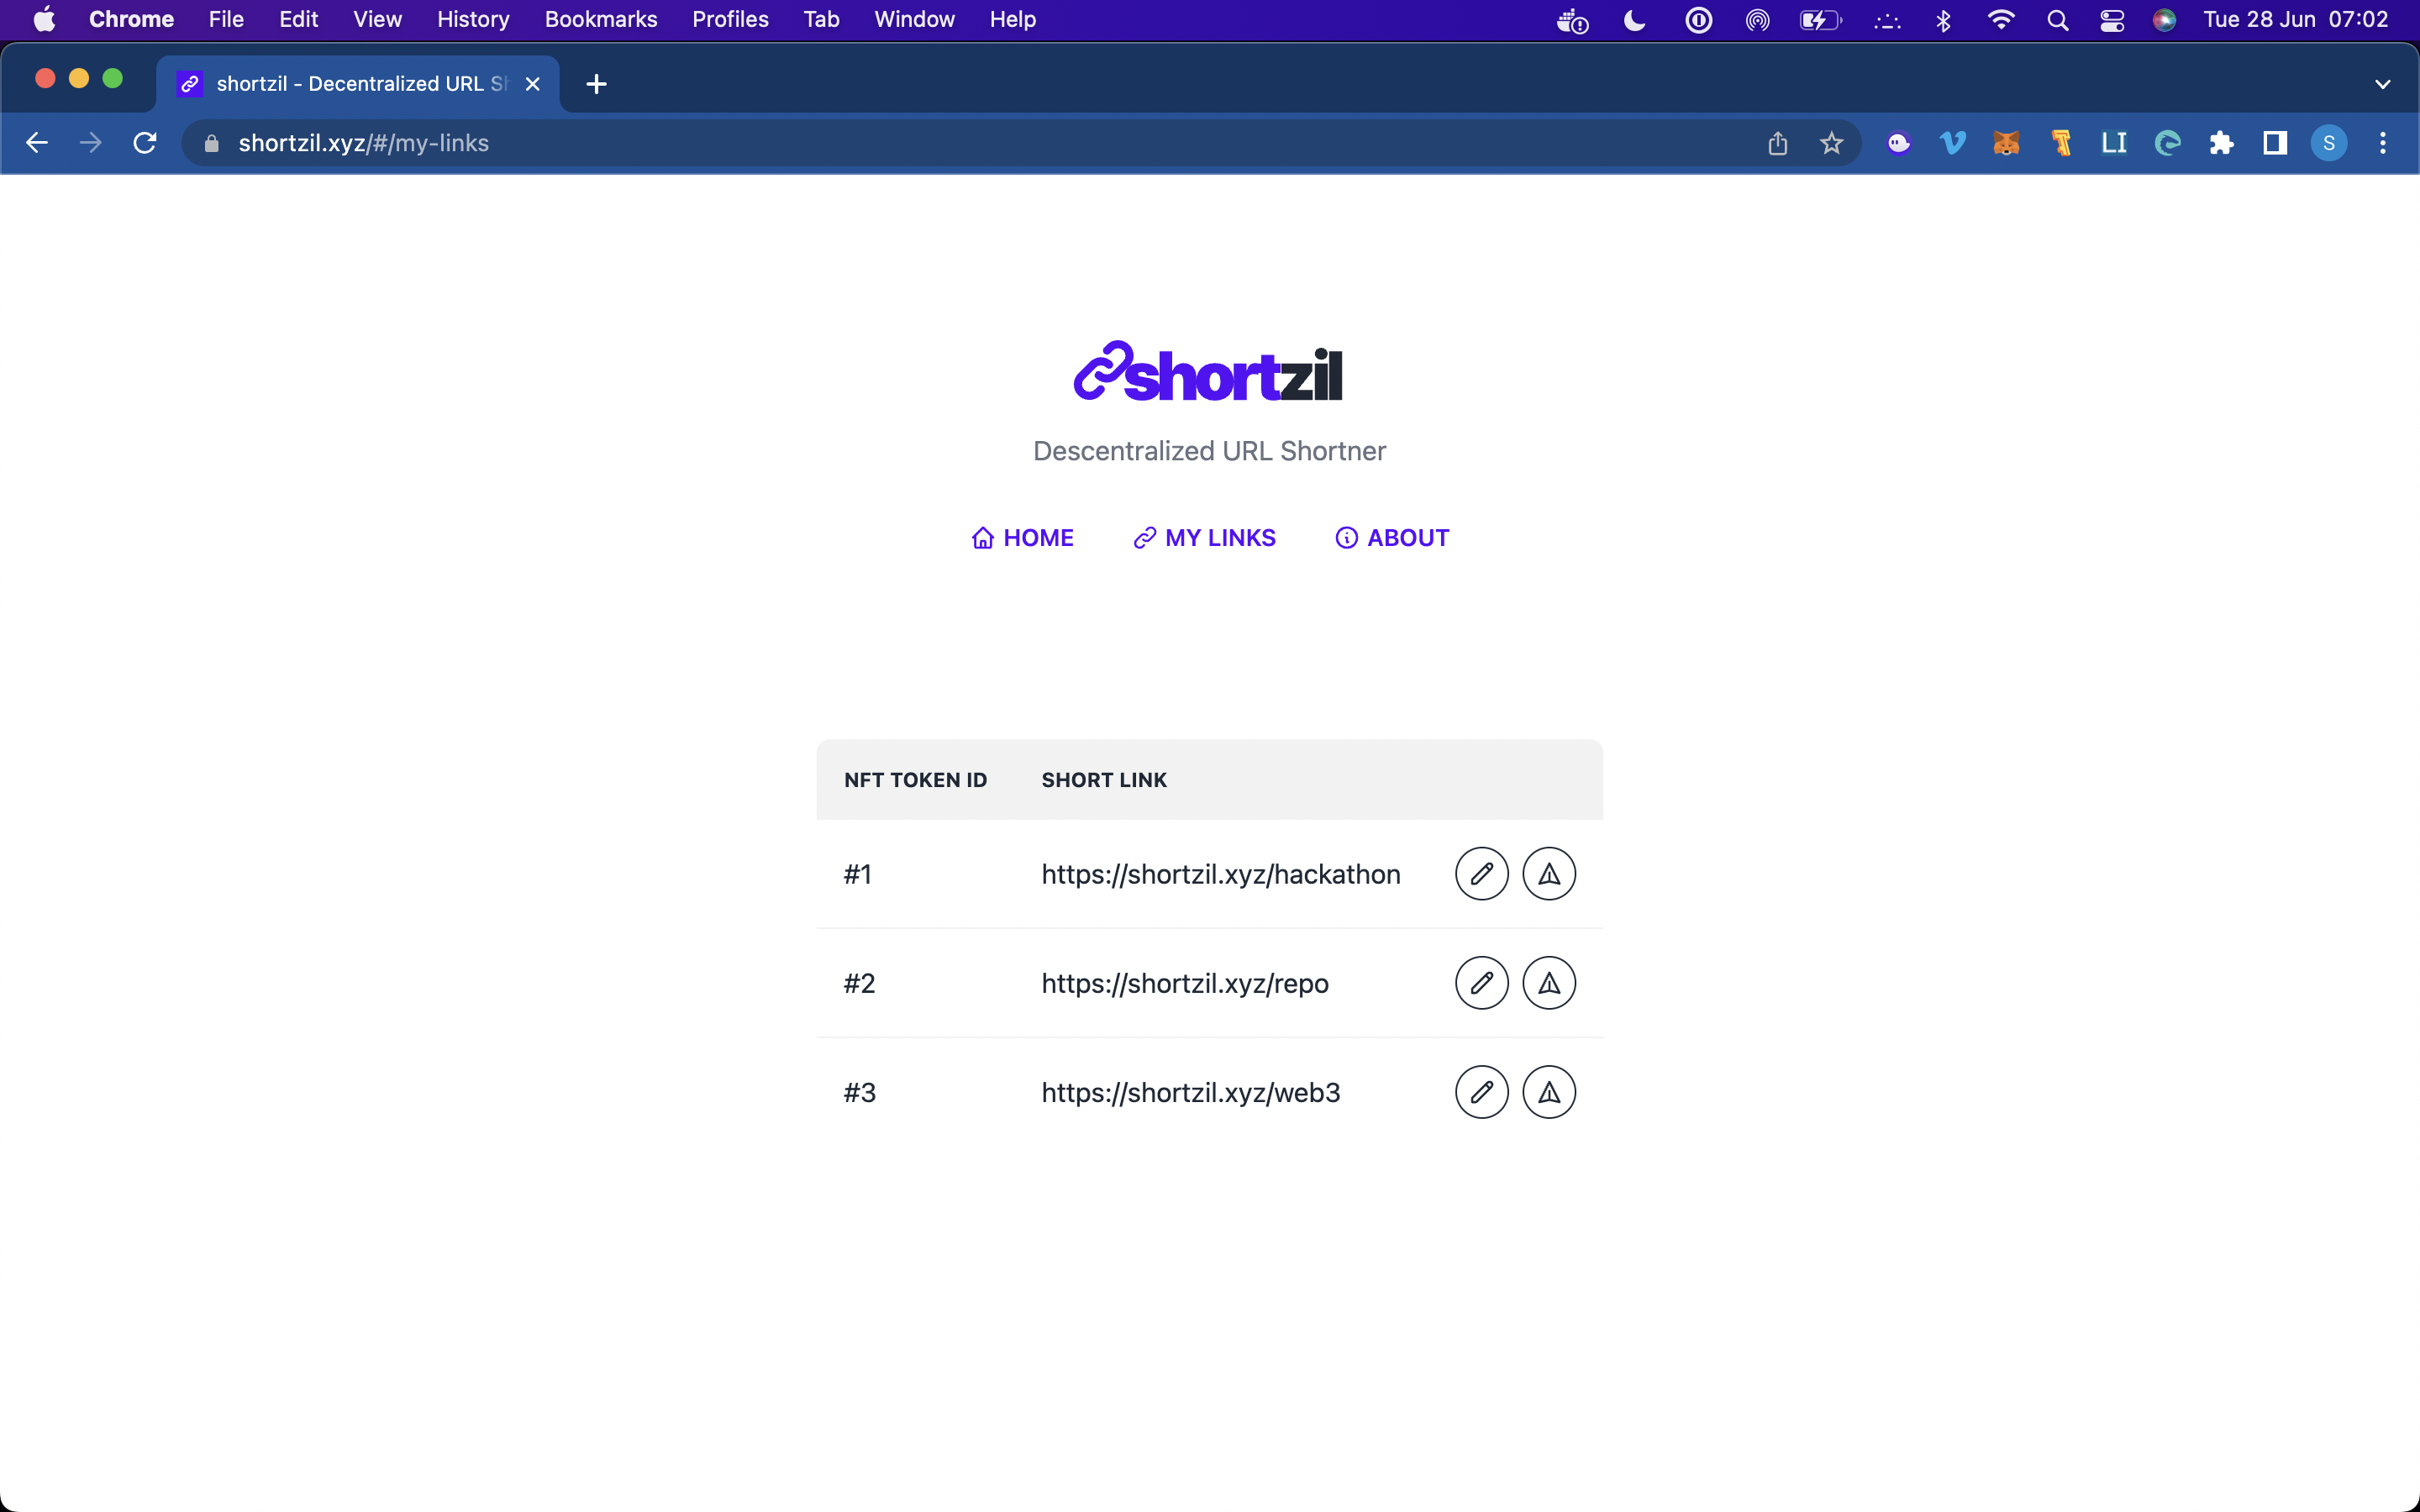 Chrome File Edit View History Bookmarks Profiles Tab Window Help Tue 28 Jun 07:02
shortzil - Decentralized URL Sh
shortzil.xyz/#/my-links
LI
S
shortzil
Descentralized URL Shortner
HOME MY LINKS ABOUT
NFT TOKEN ID SHORT LINK
#1 https://shortzil.xyz/hackathon
#2 https://shortzil.xyz/repo
#3 https://shortzil.xyz/web3